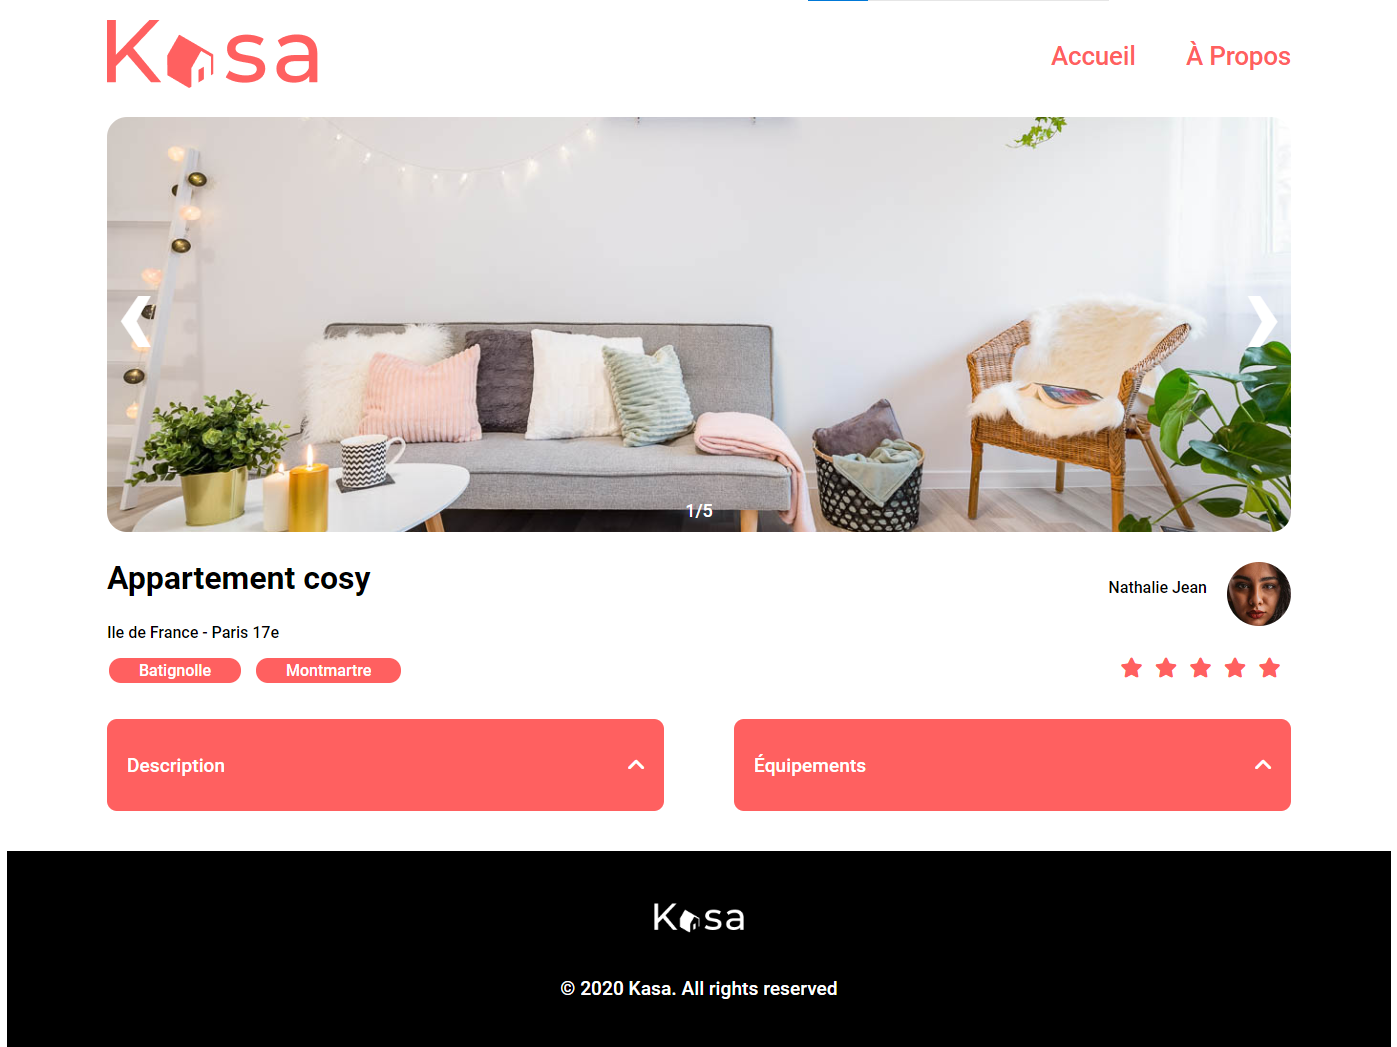 Kasa
Accueil À Propos
1/5
Appartement cosy
Nathalie Jean
Ile de France - Paris 17e
Batignolle Montmartre
Description
Équipements
Kasa
© 2020 Kasa. All rights reserved